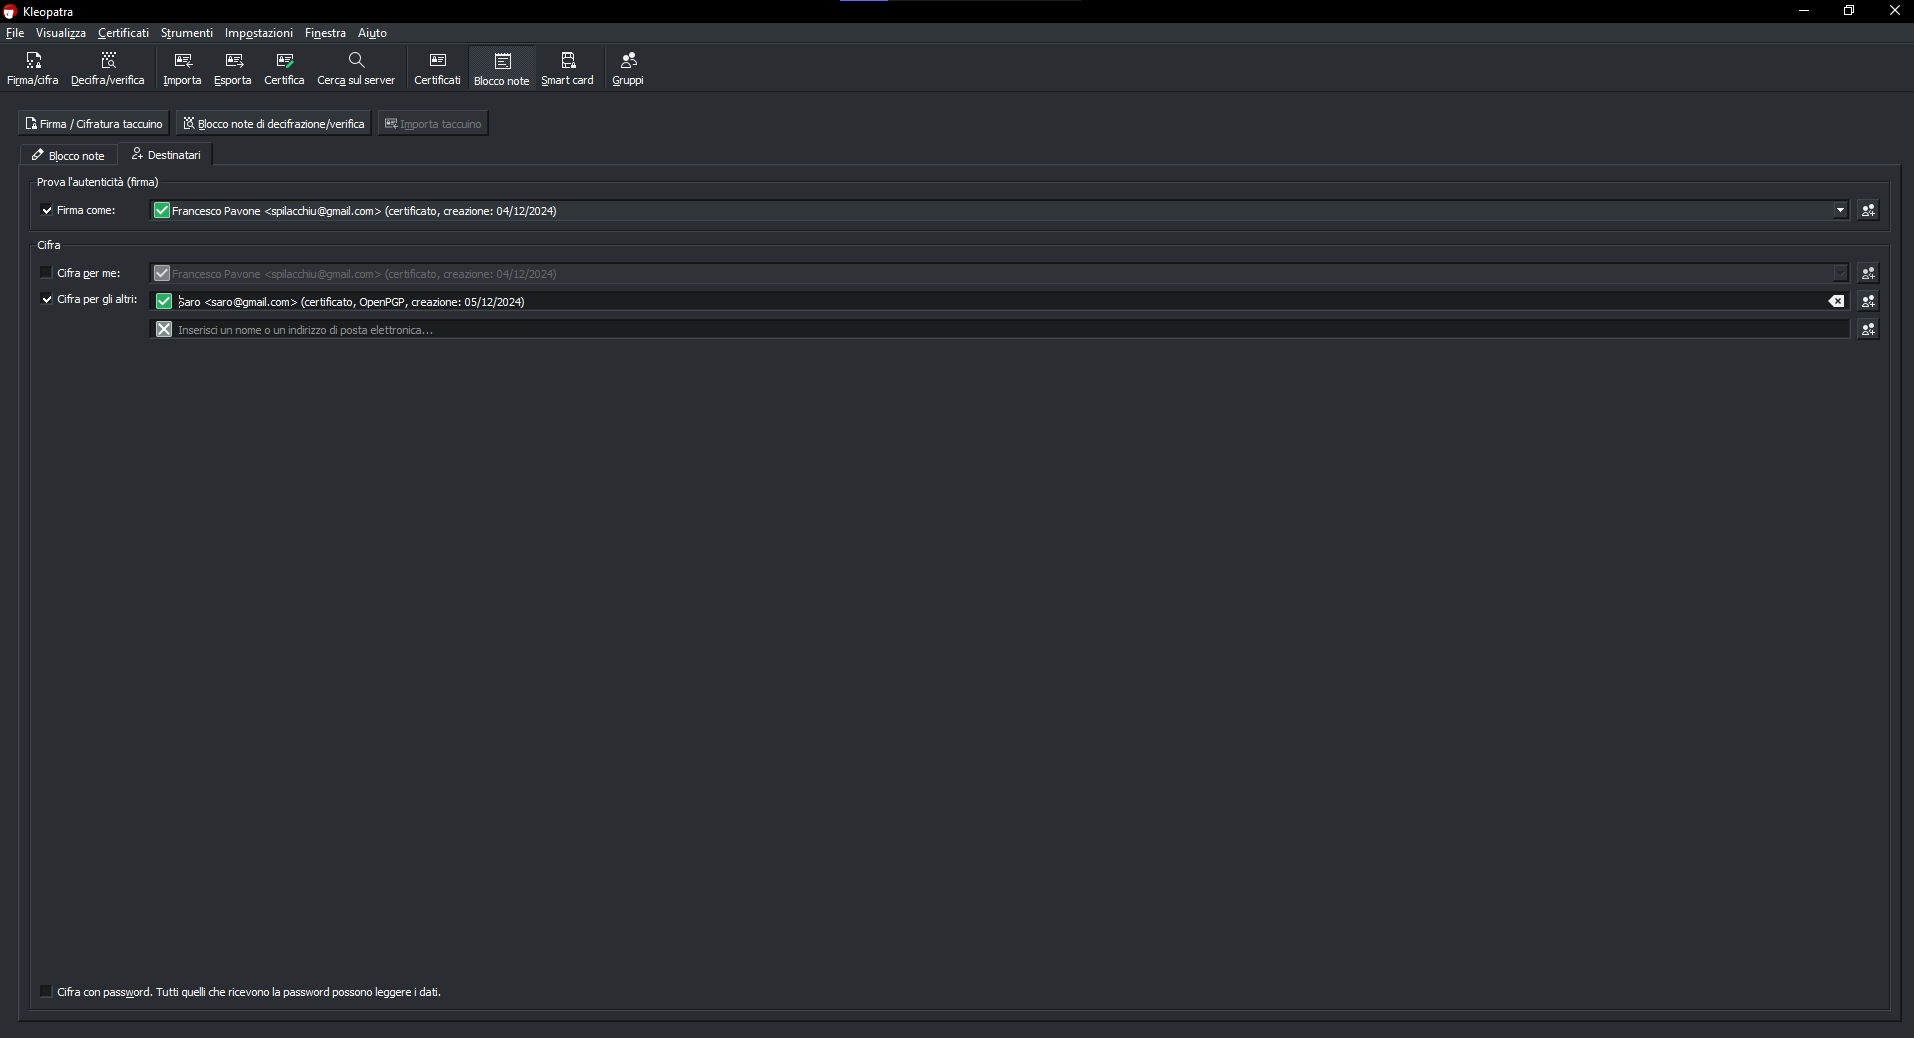 Kleopatra
File Visualizza Certificati Strumenti Impostazioni Finestra Aiuto
Firma/cifra Decifra/verifica Importa Esporta Certifica Cerca sul server Certificati Blocco note Smart card Gruppi
Firma / Cifratura taccuino Blocco note di decifrazione/verifica Importa taccuino
Blocco note Destinatari
Prova l'autenticità (firma)
Firma come: Francesco Pavone <spilacchiu@gmail.com> (certificato, creazione: 04/12/2024)
Cifra
Cifra per me: Francesco Pavone <spilacchiu@gmail.com> (certificato, creazione: 04/12/2024)
Cifra per gli altri: Saro <saro@gmail.com> (certificato, OpenPGP, creazione: 05/12/2024)
Inserisci un nome o un indirizzo di posta elettronica...
Cifra con password. Tutti quelli che ricevono la password possono leggere i dati.